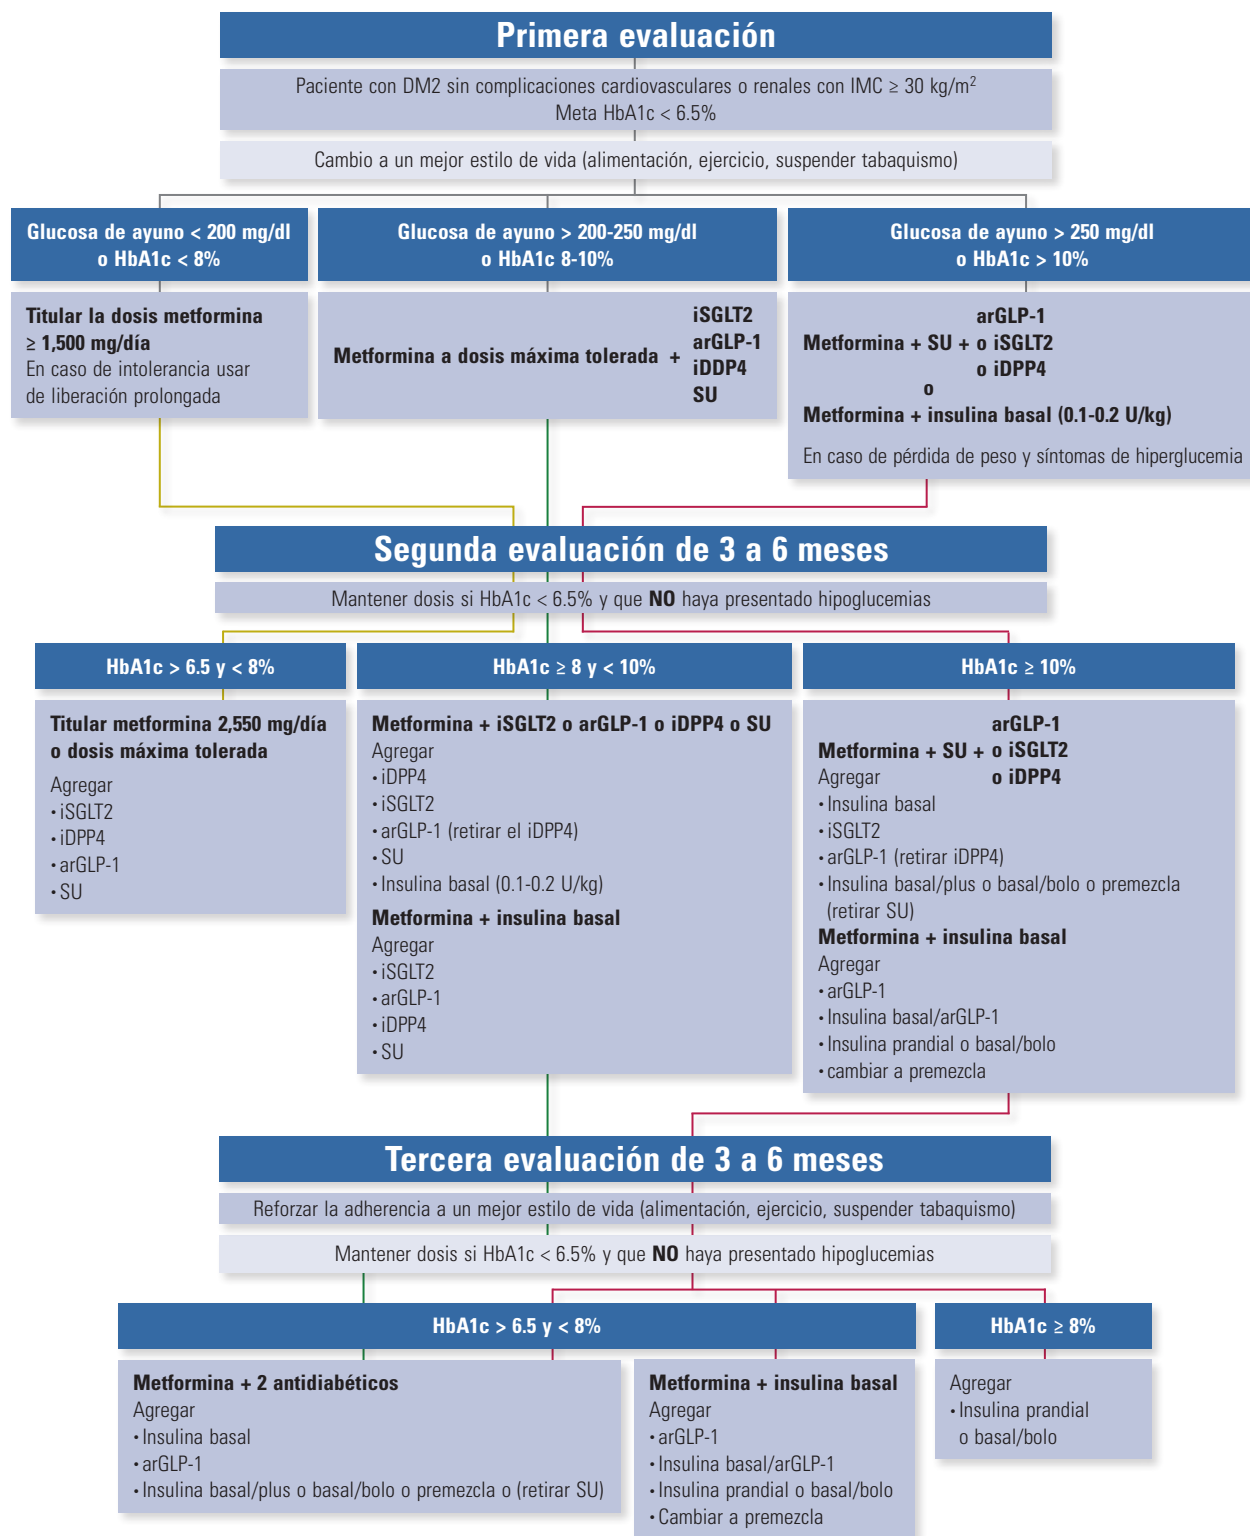 Primera evaluación
Paciente con DM2 sin complicaciones cardiovasculares o renales con IMC ≥ 30 kg/m²
Meta HbA1c < 6.5%
Cambio a un mejor estilo de vida (alimentación, ejercicio, suspender tabaquismo)
Glucosa de ayuno < 200 mg/dl
o HbA1c < 8%
Titular la dosis metformina
≥ 1,500 mg/día
En caso de intolerancia usar
de liberación prolongada
Glucosa de ayuno > 200-250 mg/dl
o HbA1c 8-10%
Metformina a dosis máxima tolerada +
iSGLT2
arGLP-1
iDDP4
SU
Glucosa de ayuno > 250 mg/dl
o HbA1c > 10%
arGLP-1
Metformina + SU + o iSGLT2
o iDPP4
o
Metformina + insulina basal (0.1-0.2 U/kg)
En caso de pérdida de peso y síntomas de hiperglucemia
Segunda evaluación de 3 a 6 meses
Mantener dosis si HbA1c < 6.5% y que NO haya presentado hipoglucemias
HbA1c > 6.5 y < 8%
Titular metformina 2,550 mg/día
o dosis máxima tolerada
Agregar
• iSGLT2
• iDPP4
• arGLP-1
• SU
HbA1c ≥ 8 y < 10%
Metformina + iSGLT2 o arGLP-1 o iDPP4 o SU
Agregar
• iDPP4
• iSGLT2
• arGLP-1 (retirar el iDPP4)
• SU
• Insulina basal (0.1-0.2 U/kg)
Metformina + insulina basal
Agregar
• iSGLT2
• arGLP-1
• iDPP4
• SU
HbA1c ≥ 10%
arGLP-1
Metformina + SU + o iSGLT2
Agregar o iDPP4
• Insulina basal
• iSGLT2
• arGLP-1 (retirar iDPP4)
• Insulina basal/plus o basal/bolo o premezcla
(retirar SU)
Metformina + insulina basal
Agregar
• arGLP-1
• Insulina basal/arGLP-1
• Insulina prandial o basal/bolo
• cambiar a premezcla
Tercera evaluación de 3 a 6 meses
Reforzar la adherencia a un mejor estilo de vida (alimentación, ejercicio, suspender tabaquismo)
Mantener dosis si HbA1c < 6.5% y que NO haya presentado hipoglucemias
HbA1c > 6.5 y < 8%
Metformina + 2 antidiabéticos
Agregar
• Insulina basal
• arGLP-1
• Insulina basal/plus o basal/bolo o premezcla o (retirar SU)
Metformina + insulina basal
Agregar
• arGLP-1
• Insulina basal/arGLP-1
• Insulina prandial o basal/bolo
• Cambiar a premezcla
HbA1c ≥ 8%
Agregar
• Insulina prandial
o basal/bolo